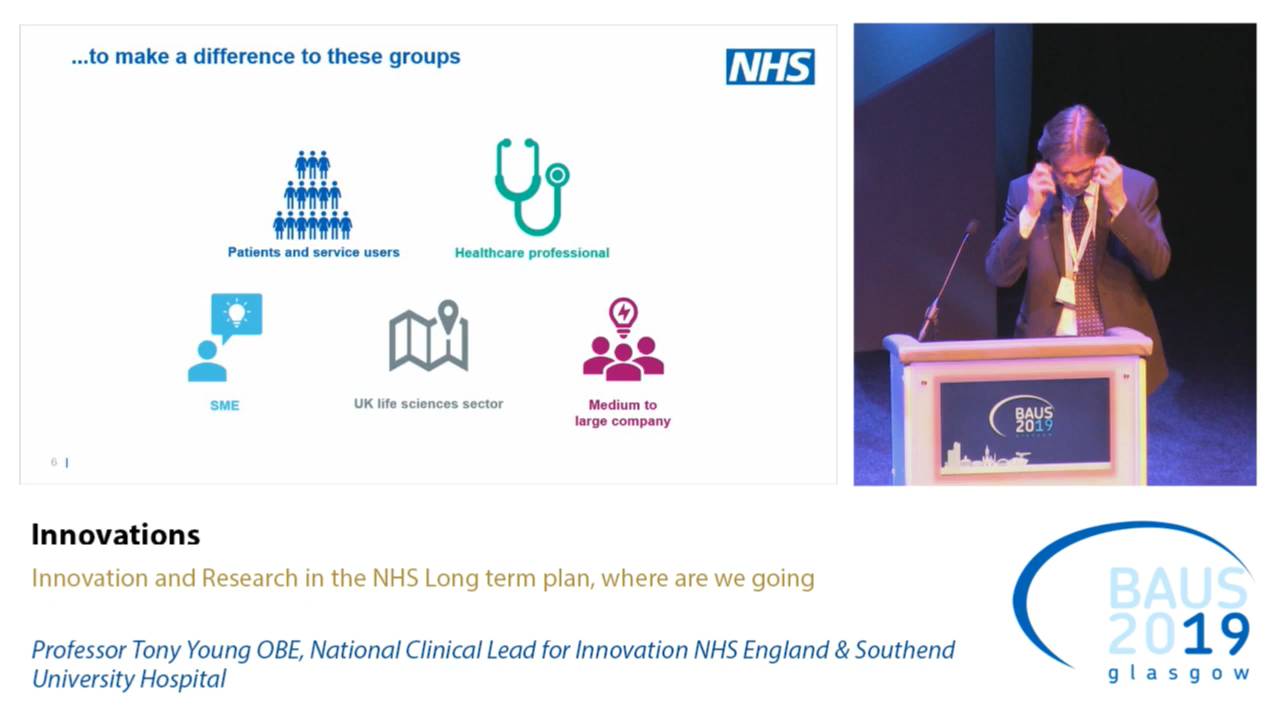 ...to make a difference to these groups
NHS
Patients and service users
Healthcare professional
SME
UK life sciences sector
Medium to
large company
6 |
BAUS
2019
glasgow
Innovations
Innovation and Research in the NHS Long term plan, where are we going
Professor Tony Young OBE, National Clinical Lead for Innovation NHS England & Southend
University Hospital
BAUS
2019
glasgow